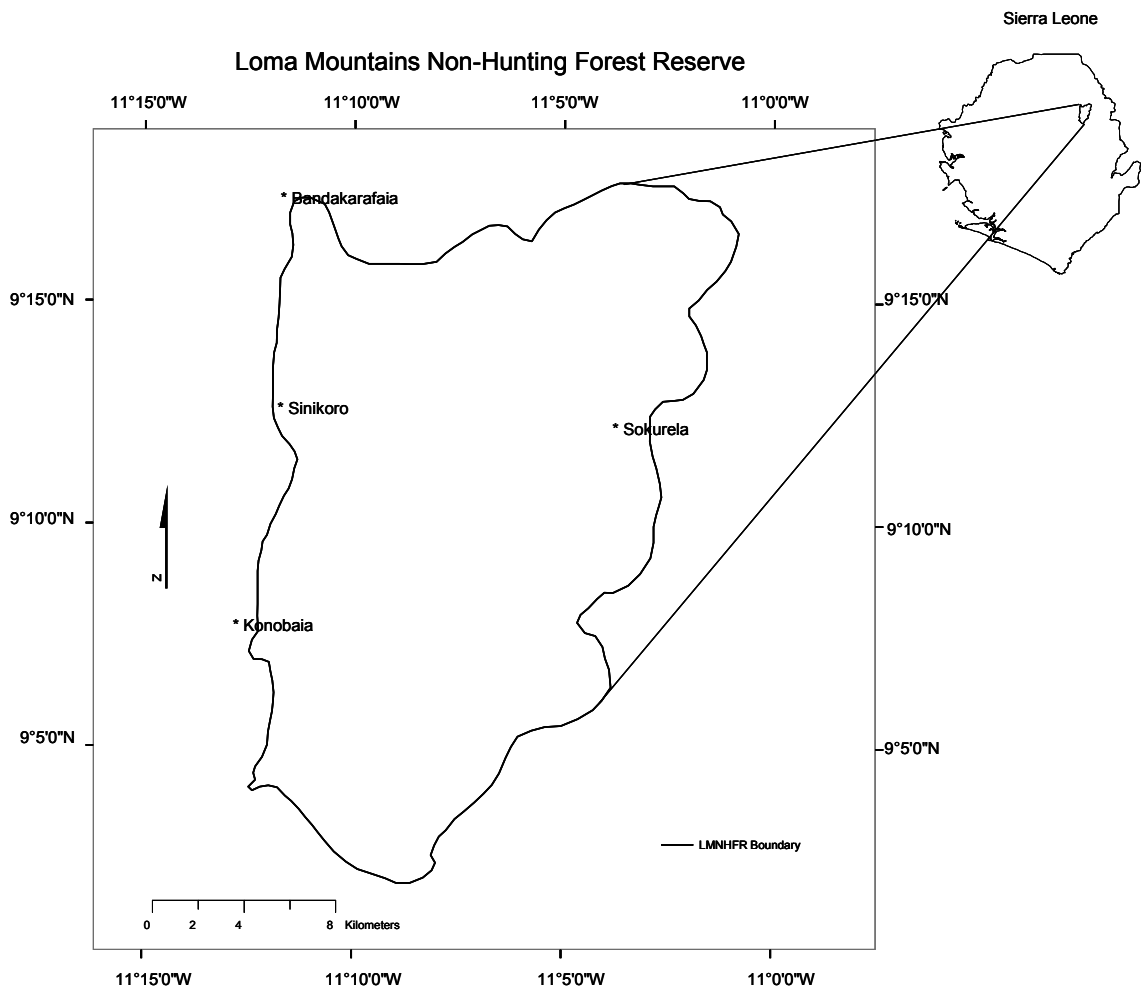 Sierra Leone
Loma Mountains Non-Hunting Forest Reserve
11°15'0"W 11°10'0"W 11°5'0"W 11°0'0"W
* Bandakarafaia
9°15'0"N 9°15'0"N
* Sinikoro
* Sokurela
9°10'0"N 9°10'0"N
N
* Konobaia
9°5'0"N 9°5'0"N
LMNHFR Boundary
0 2 4 8 Kilometers
11°15'0"W 11°10'0"W 11°5'0"W 11°0'0"W